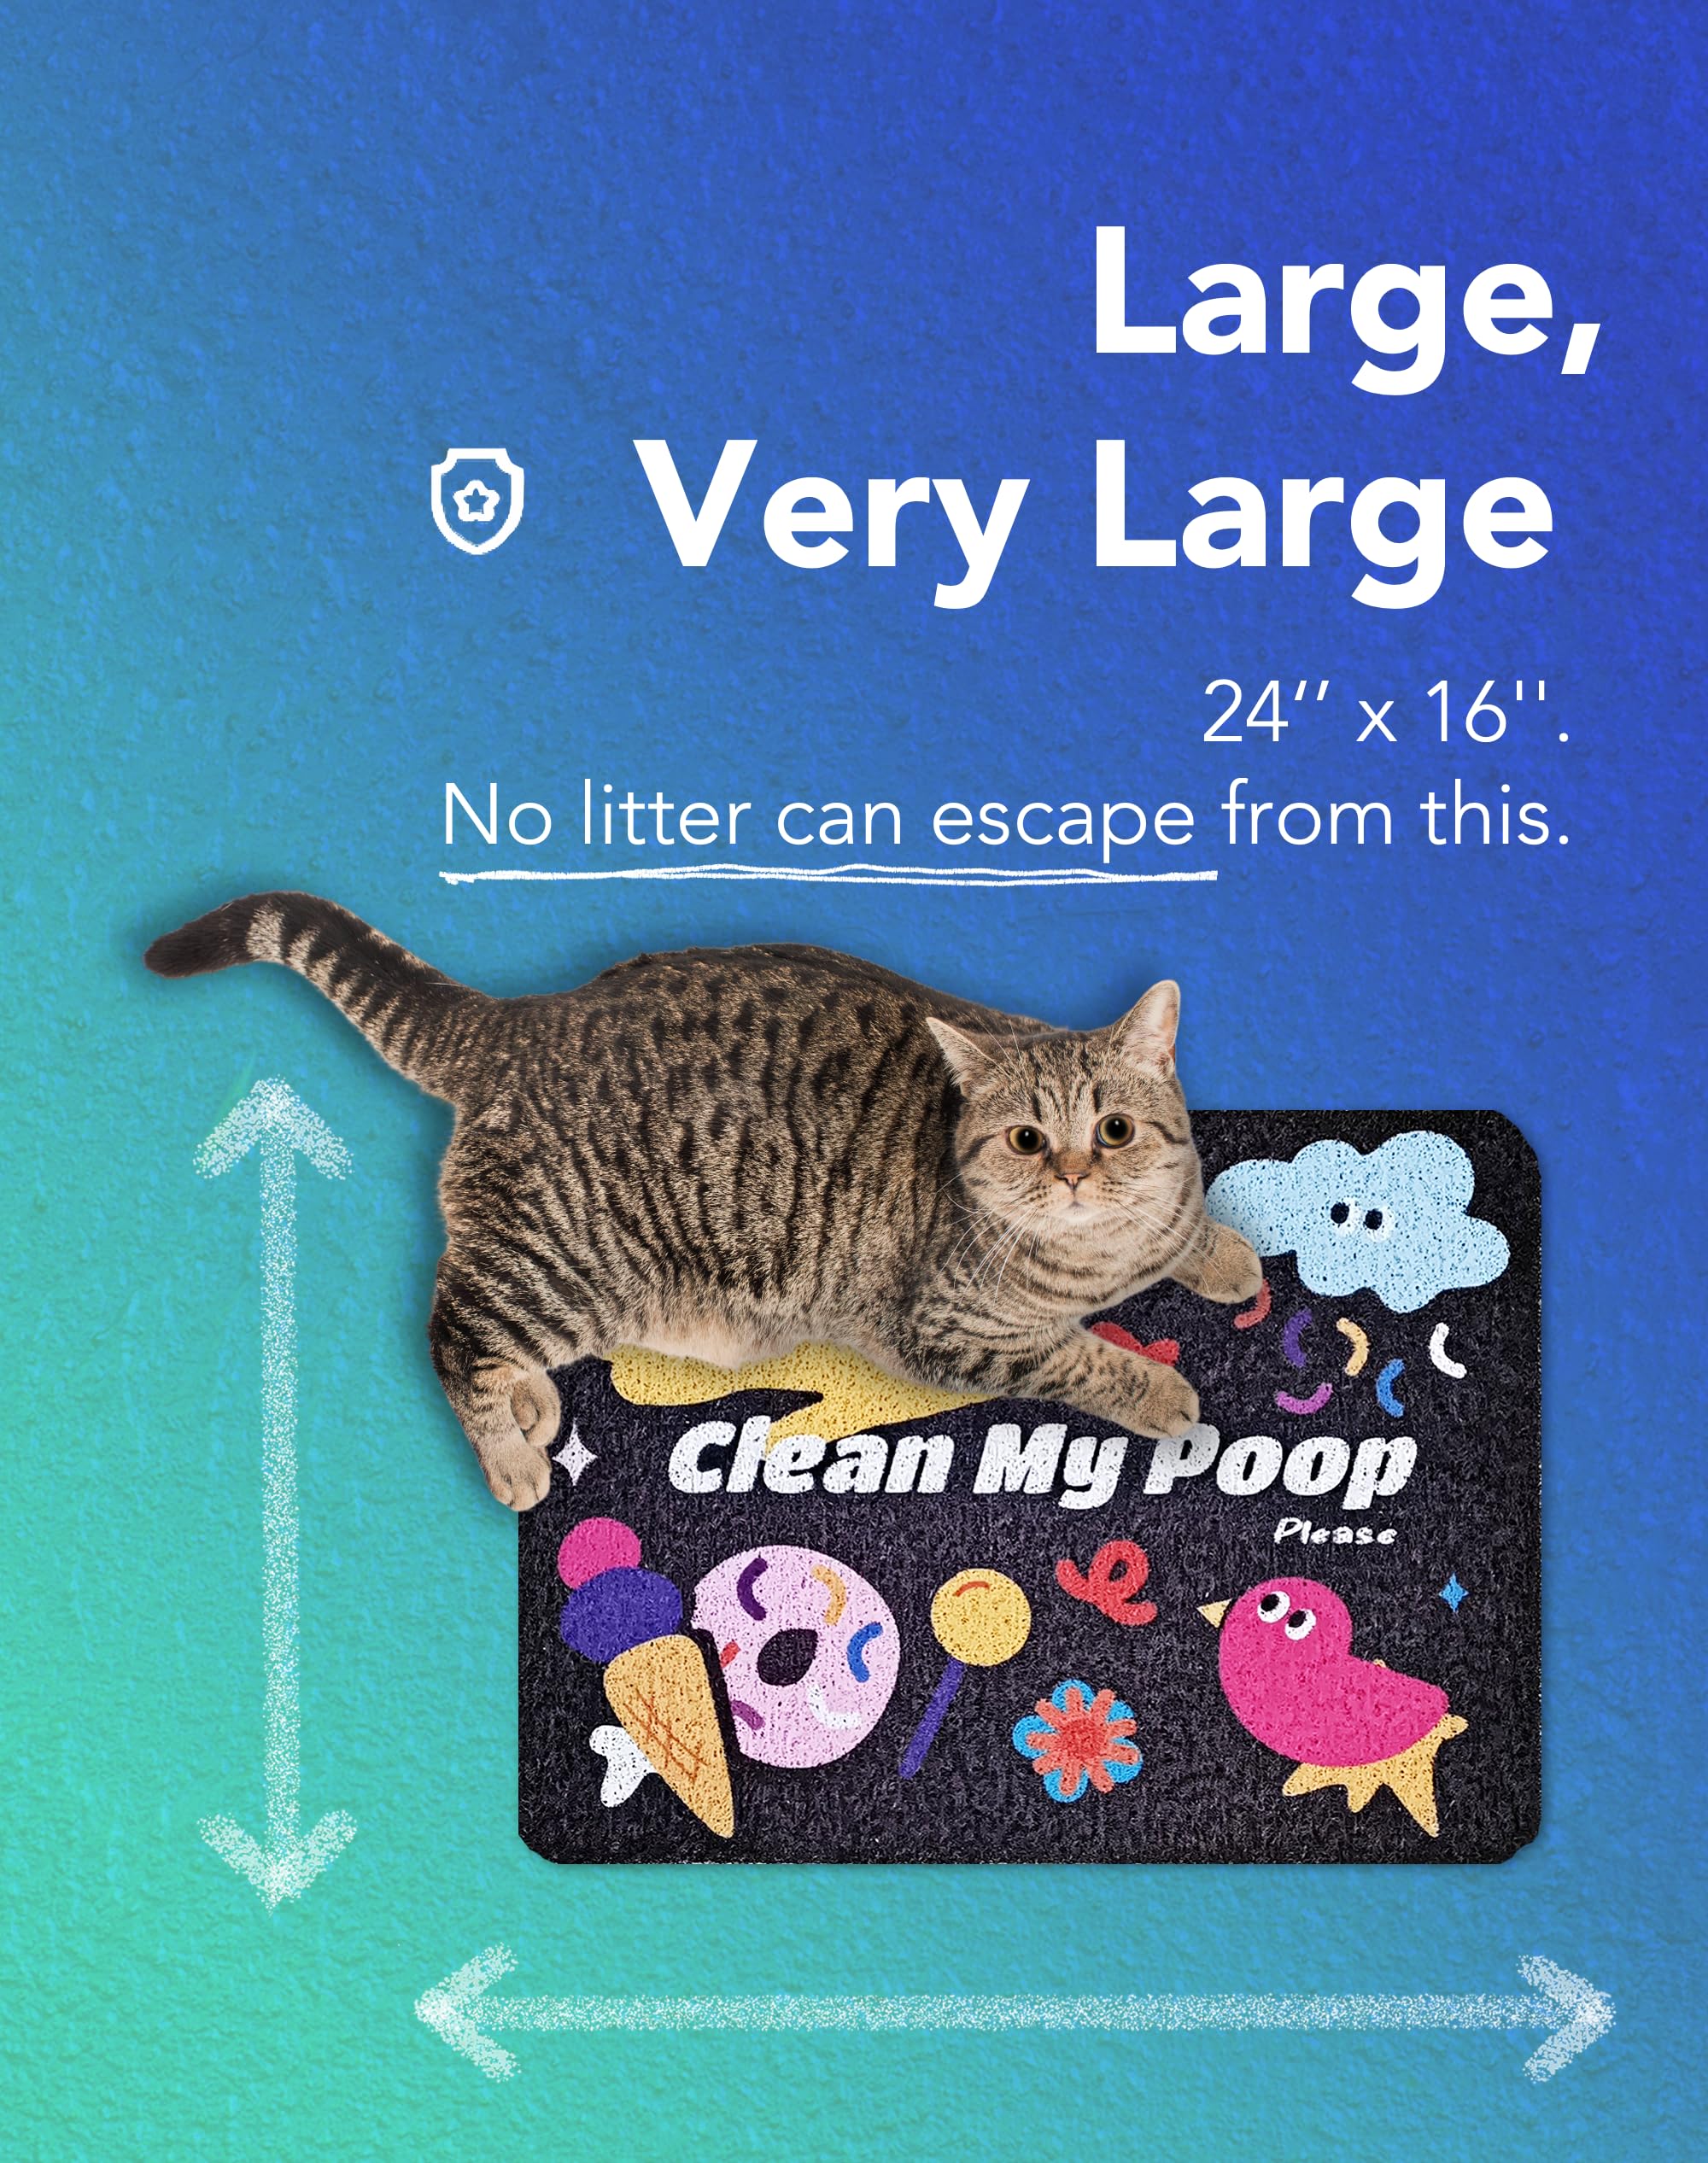 Large,
Very Large
24‘’ x 16''.
No litter can escape from this.
Clean My Poop
Please